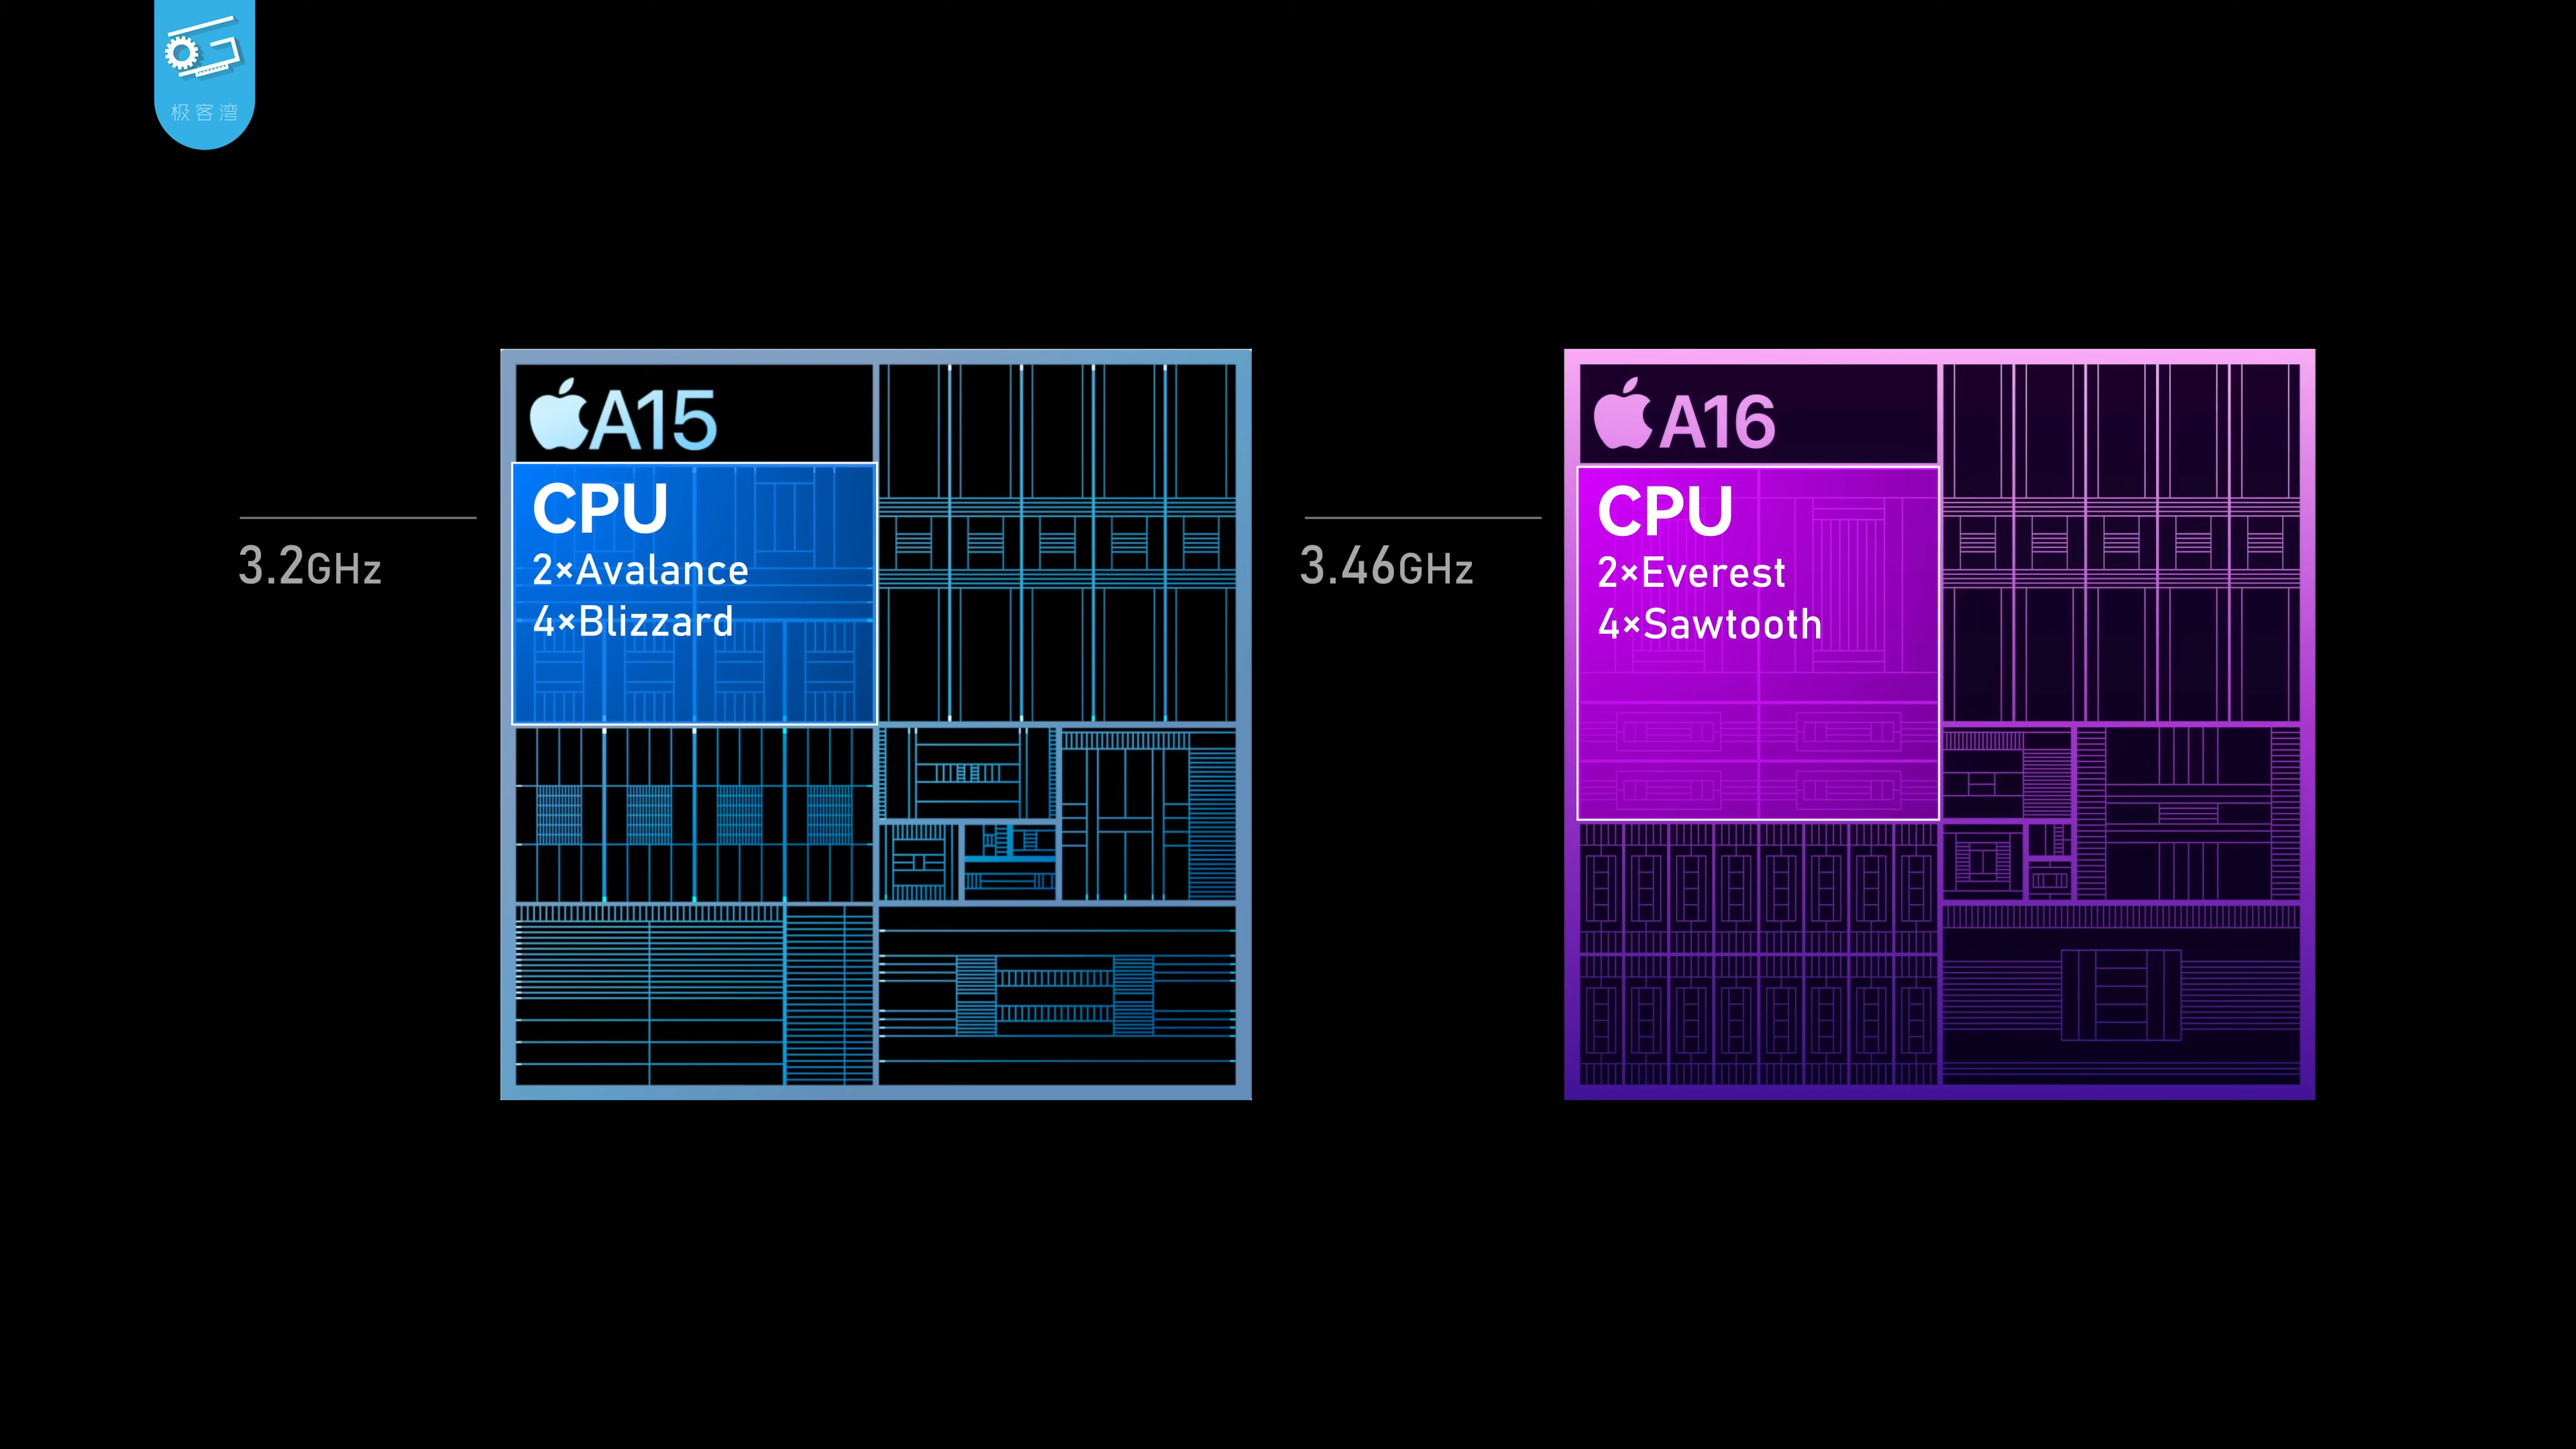 极客湾
A15
CPU
2×Avalance
4×Blizzard
3.2GHz
A16
CPU
2×Everest
4×Sawtooth
3.46GHz